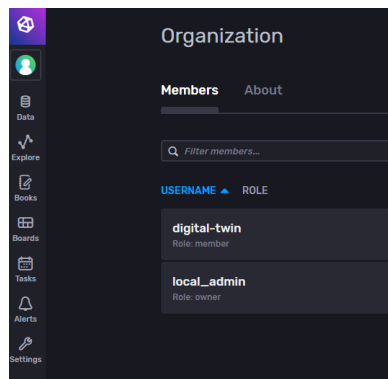 Organization
Members About
Data
Explore
Filter members...
Books
USERNAME ROLE
Boards
digital-twin
Role: member
Tasks
local_admin
Role: owner
Alerts
Settings